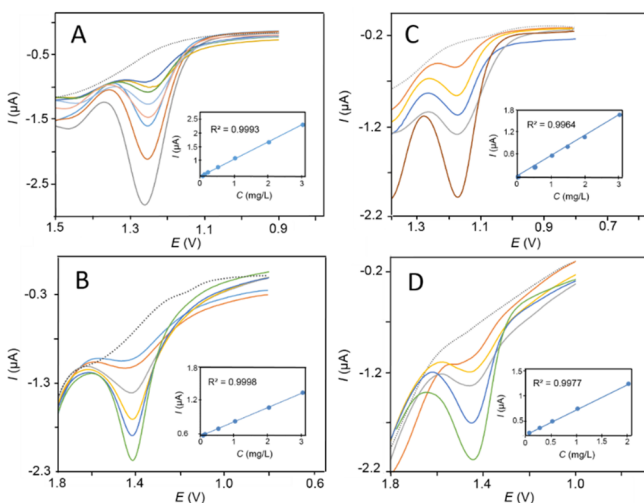 A
-0.5
-1.0
-1.5
-2.0
-2.5
I (µA)
1.5
1.3
1.1
0.9
E (V)
R² = 0.9993
2.5
2.0
1.5
1.0
0.5
I (µA)
0 1 2 3
C (mg/L)
C
-0.2
-1.2
-2.2
I (µA)
1.3
1.1
0.9
0.7
E (V)
R² = 0.9964
1.8
1.2
0.6
I (µA)
0 1 2 3
C (mg/L)
B
-0.3
-1.3
-2.3
I (µA)
1.8
1.4
1.0
0.6
E (V)
R² = 0.9998
1.8
1.2
0.6
I (µA)
0 1 2 3
C (mg/L)
D
-0.2
-1.2
-2.2
I (µA)
1.8
1.4
1.0
E (V)
R² = 0.9977
1.5
1
0.5
I (µA)
0 1 2
C (mg/L)